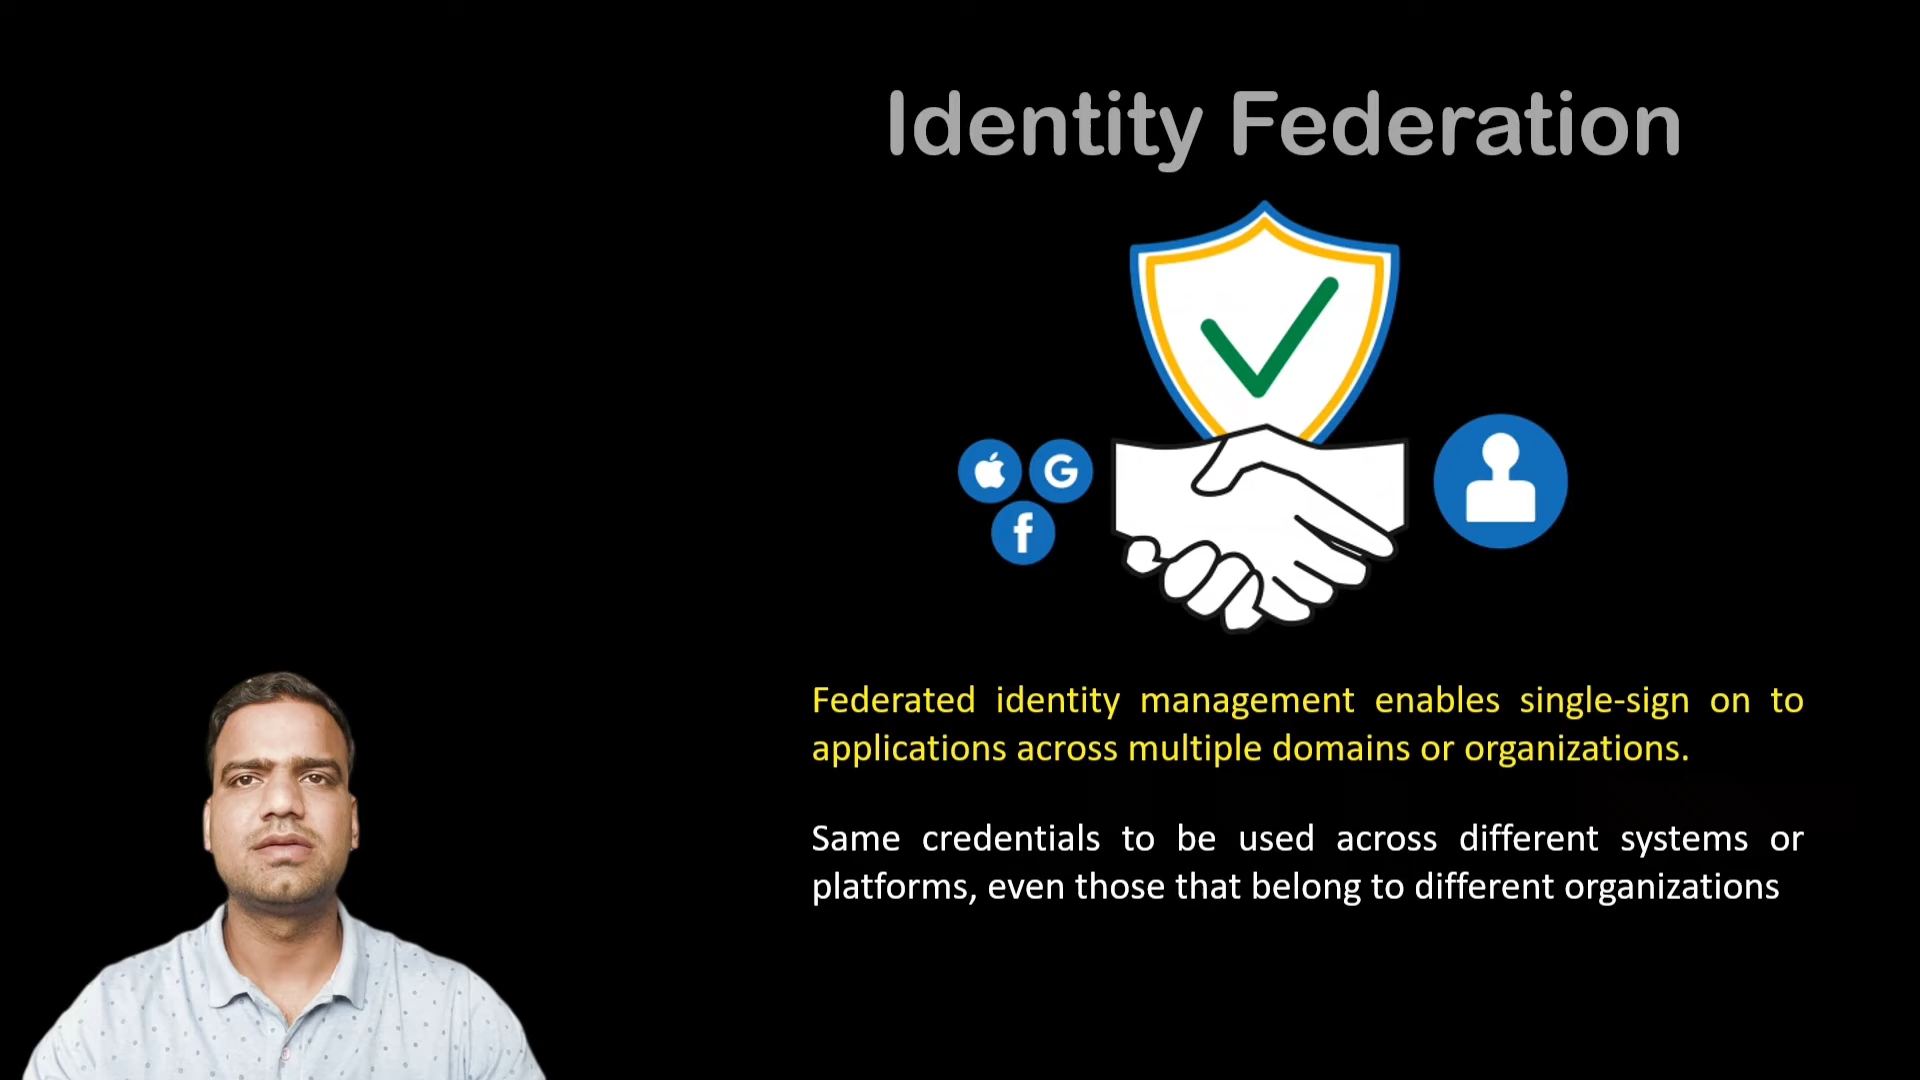 Identity Federation
G
f
Federated identity management enables single-sign on to
applications across multiple domains or organizations.
Same credentials to be used across different systems or
platforms, even those that belong to different organizations